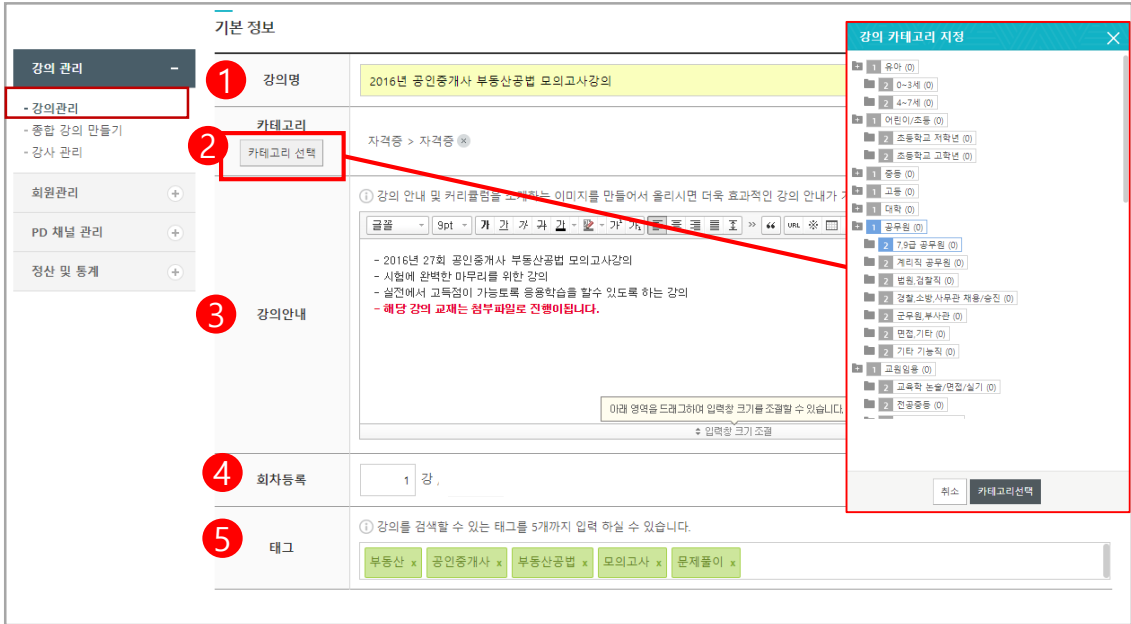 기본 정보
강의 관리 -
- 강의관리
- 종합 강의 만들기
- 강사 관리
회원관리
PD 채널 관리
정산 및 통계
1
강의명
2016년 공인중개사 부동산공법 모의고사강의
2
카테고리
카테고리 선택
자격증 > 자격증
3
강의안내
강의 안내 및 커리큘럼을 소개하는 이미지를 만들어서 올리시면 더욱 효과적인 강의 안내가
글꼴 9pt 가 간 가 가 간 가 가 URL ※
- 2016년 27회 공인중개사 부동산공법 모의고사강의
- 시험에 완벽한 마무리를 위한 강의
- 실전에서 고득점이 가능토록 응용학습을 할수 있도록 하는 강의
- 해당 강의 교재는 첨부파일로 진행이됩니다.
아래 영역을 드래그하여 입력창 크기를 조절할 수 있습니다.
입력창 크기 조절
4
회차등록
1 강 ,
5
태그
강의를 검색할 수 있는 태그를 5개까지 입력 하실 수 있습니다.
부동산 x 공인중개사 x 부동산공법 x 모의고사 x 문제풀이 x
강의 카테고리 지정
1 유아 (0)
2 0~3세 (0)
2 4~7세 (0)
1 어린이/초등 (0)
2 초등학교 저학년 (0)
2 초등학교 고학년 (0)
1 중등 (0)
1 고등 (0)
1 대학 (0)
1 공무원 (0)
2 7,9급 공무원 (0)
2 계리직 공무원 (0)
2 법원,검찰직 (0)
2 경찰,소방,사무관 채용/승진 (0)
2 군무원,부사관 (0)
2 면접,기타 (0)
2 기타 기능직 (0)
1 교원임용 (0)
2 교육학 논술/면접/실기 (0)
2 전공중등 (0)
취소 카테고리선택